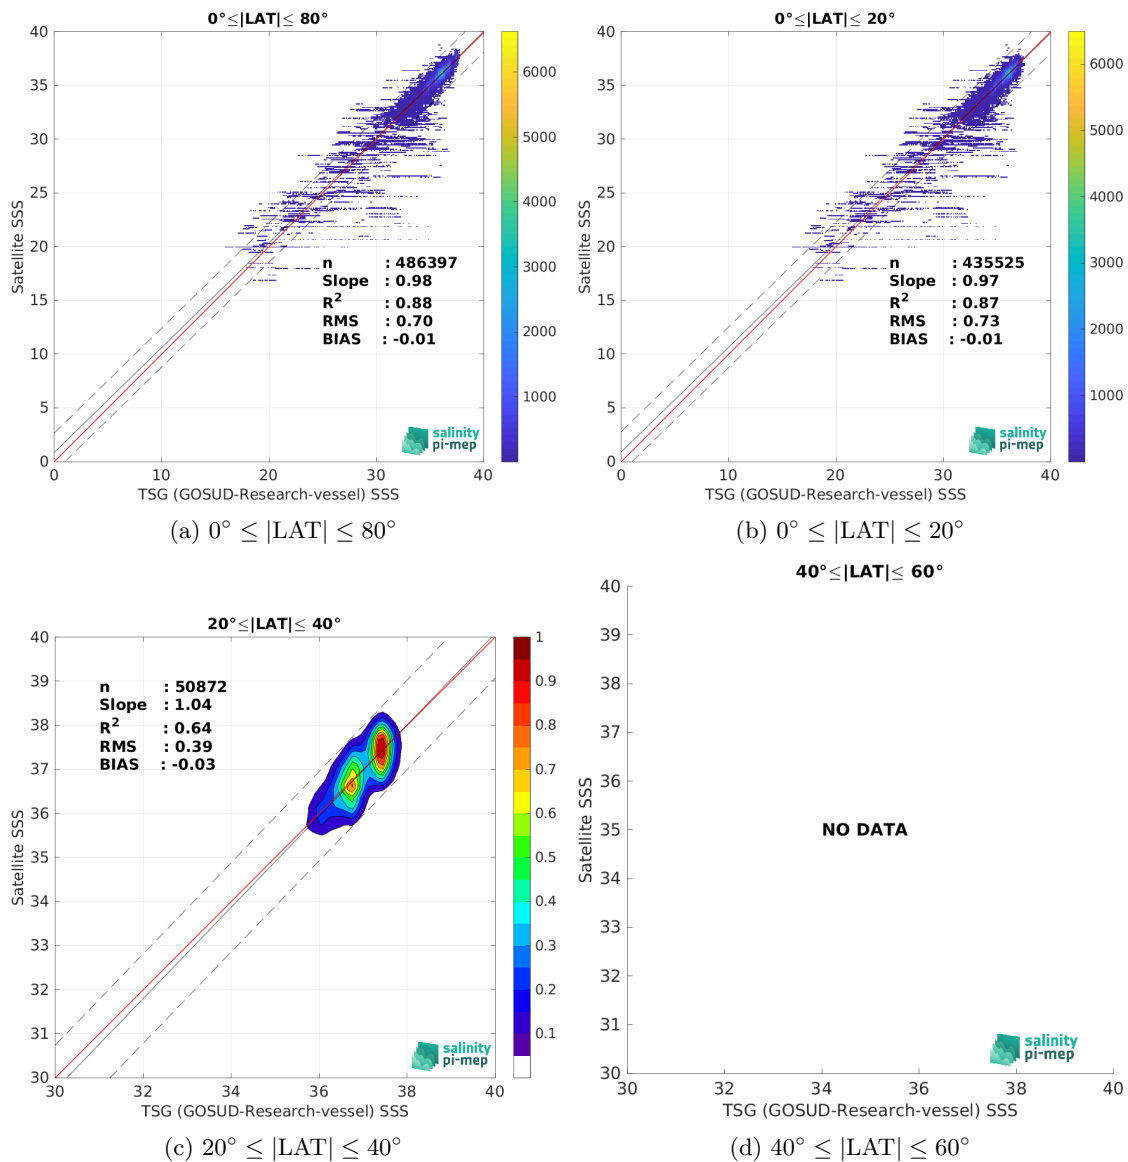 0°≤|LAT|≤ 80°
40
35
30
25
20
15
10
5
0
Satellite SSS
n : 486397
Slope : 0.98
R² : 0.88
RMS : 0.70
BIAS : -0.01
salinity
pi-mep
0 10 20 30 40
TSG (GOSUD-Research-vessel) SSS
6000
5000
4000
3000
2000
1000
(a) 0° ≤ |LAT| ≤ 80°
0°≤|LAT|≤ 20°
40
35
30
25
20
15
10
5
0
Satellite SSS
n : 435525
Slope : 0.97
R² : 0.87
RMS : 0.73
BIAS : -0.01
salinity
pi-mep
0 10 20 30 40
TSG (GOSUD-Research-vessel) SSS
6000
5000
4000
3000
2000
1000
(b) 0° ≤ |LAT| ≤ 20°
20°≤|LAT|≤ 40°
40
39
38
37
36
35
34
33
32
31
30
Satellite SSS
n : 50872
Slope : 1.04
R² : 0.64
RMS : 0.39
BIAS : -0.03
salinity
pi-mep
30 32 34 36 38 40
TSG (GOSUD-Research-vessel) SSS
1
0.9
0.8
0.7
0.6
0.5
0.4
0.3
0.2
0.1
(c) 20° ≤ |LAT| ≤ 40°
40°≤|LAT|≤ 60°
40
39
38
37
36
35
34
33
32
31
30
Satellite SSS
NO DATA
salinity
pi-mep
30 32 34 36 38 40
TSG (GOSUD-Research-vessel) SSS
(d) 40° ≤ |LAT| ≤ 60°